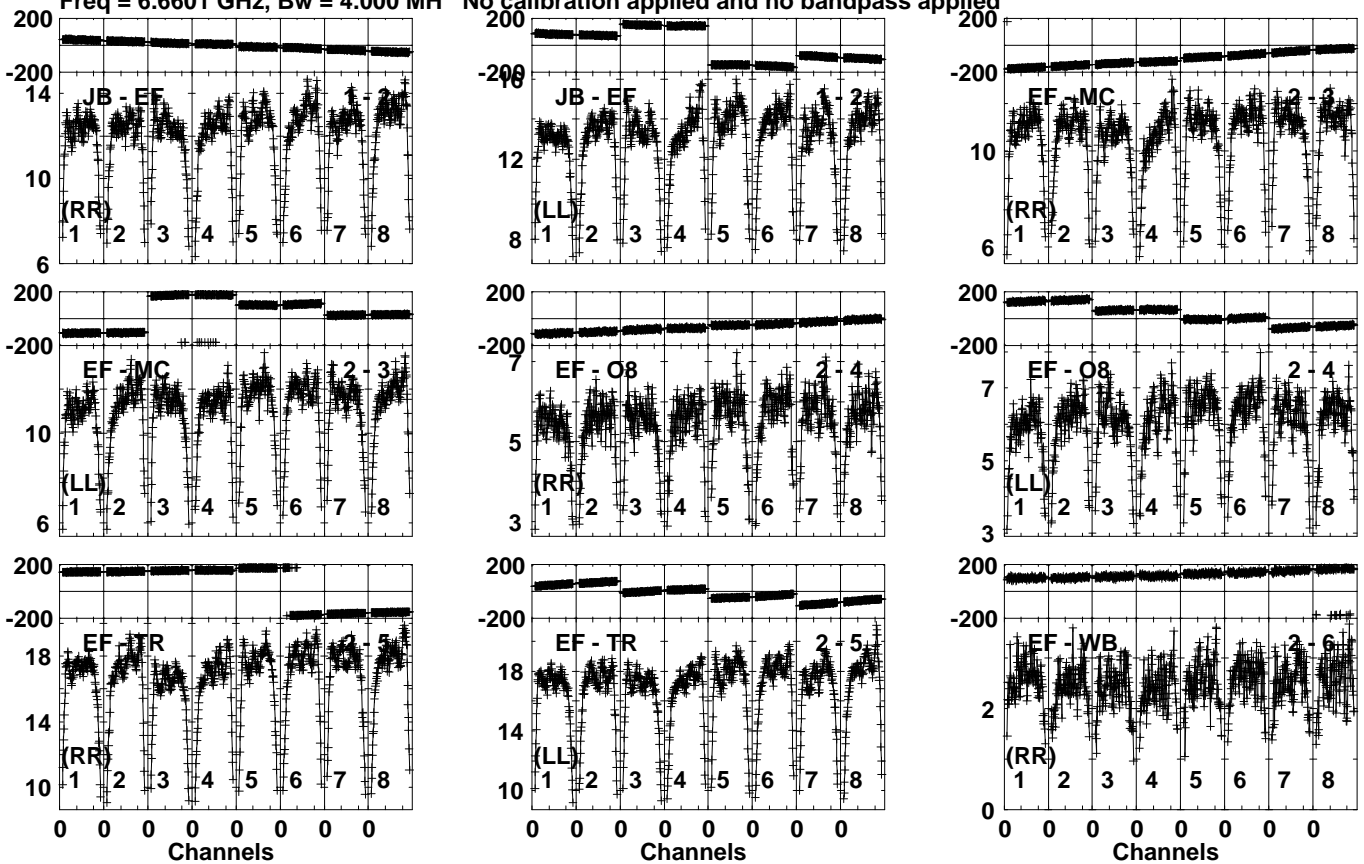 Freq = 6.6601 GHz, Bw = 4.000 MH No calibration applied and no bandpass applied
200
-200
14
10
6
JB - EF 1 - 2
(RR)
1 2 3 4 5 6 7 8
200
-200
16
12
8
JB - EF 1 - 2
(LL)
1 2 3 4 5 6 7 8
200
-200
10
6
EF - MC 2 - 3
(RR)
1 2 3 4 5 6 7 8
200
-200
10
6
EF - MC 2 - 3
(LL)
1 2 3 4 5 6 7 8
200
-200
7
5
3
EF - O8 2 - 4
(RR)
1 2 3 4 5 6 7 8
200
-200
7
5
3
EF - O8 2 - 4
(LL)
1 2 3 4 5 6 7 8
200
-200
18
14
10
EF - TR 2 - 5
(RR)
1 2 3 4 5 6 7 8
0 0 0 0 0 0 0 0
Channels
200
-200
18
14
10
EF - TR 2 - 5
(LL)
1 2 3 4 5 6 7 8
0 0 0 0 0 0 0 0
Channels
200
-200
2
0
EF - WB 2 - 6
(RR)
1 2 3 4 5 6 7 8
0 0 0 0 0 0 0 0
Channels